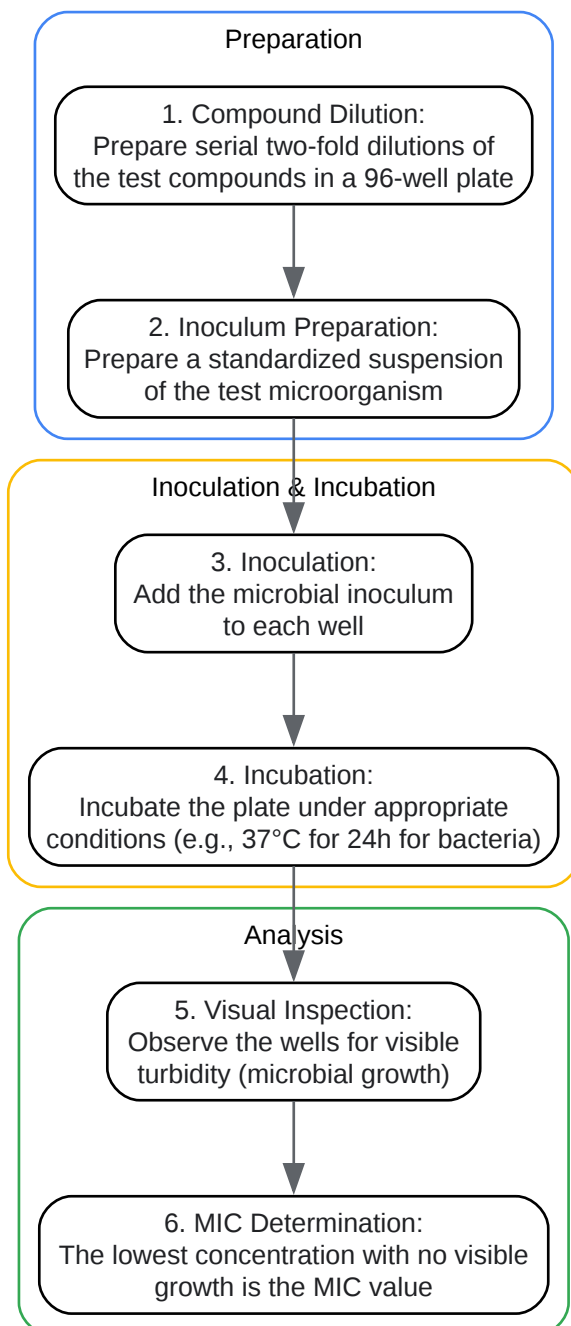 Preparation
1. Compound Dilution:
Prepare serial two-fold dilutions of
the test compounds in a 96-well plate
2. Inoculum Preparation:
Prepare a standardized suspension
of the test microorganism
Inoculation & Incubation
3. Inoculation:
Add the microbial inoculum
to each well
4. Incubation:
Incubate the plate under appropriate
conditions (e.g., 37°C for 24h for bacteria)
Analysis
5. Visual Inspection:
Observe the wells for visible
turbidity (microbial growth)
6. MIC Determination:
The lowest concentration with no visible
growth is the MIC value